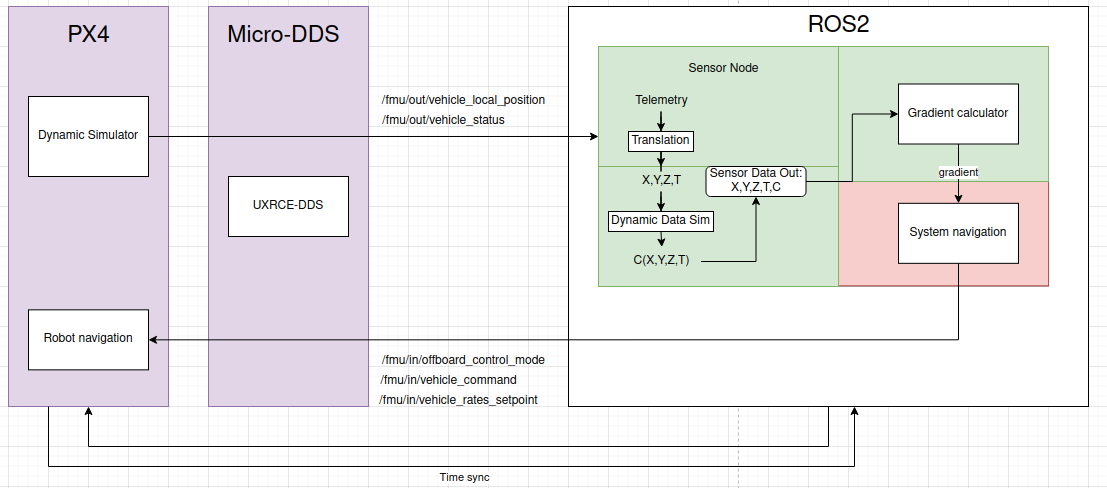 PX4
Micro-DDS
ROS2
Sensor Node
Telemetry
Translation
X,Y,Z,T
Dynamic Data Sim
C(X,Y,Z,T)
Sensor Data Out:
X,Y,Z,T,C
Gradient calculator
gradient
System navigation
Dynamic Simulator
/fmu/out/vehicle_local_position
/fmu/out/vehicle_status
UXRCE-DDS
Robot navigation
/fmu/in/offboard_control_mode
/fmu/in/vehicle_command
/fmu/in/vehicle_rates_setpoint
Time sync